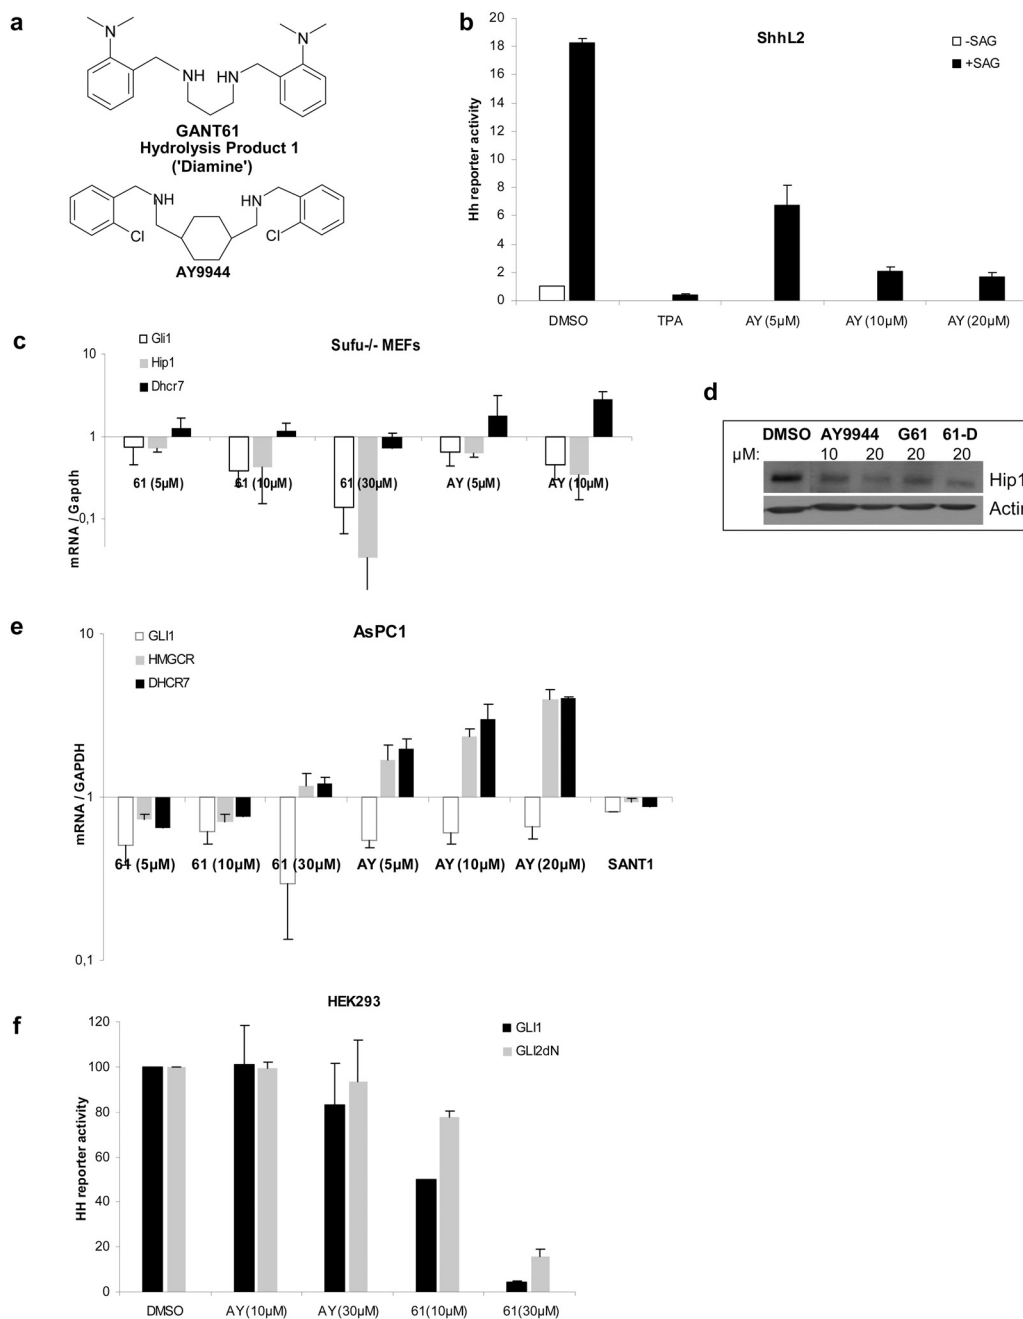 a
N
N
NH
HN
GANT61
Hydrolysis Product 1
('Diamine')
NH
HN
Cl
Cl
AY9944
b
ShhL2
-SAG
+SAG
Hh reporter activity
20
18
16
14
12
10
8
6
4
2
0
DMSO
TPA
AY (5µM)
AY (10µM)
AY (20µM)
c
Sufu-/- MEFs
Gli1
Hip1
Dhcr7
mRNA / Gapdh
10
1
0,1
61 (5µM)
61 (10µM)
61 (30µM)
AY (5µM)
AY (10µM)
d
DMSO AY9944 G61 61-D
µM: 10 20 20 20
Hip1
Actin
e
AsPC1
GLI1
HMGCR
DHCR7
mRNA / GAPDH
10
1
0,1
61 (5µM)
61 (10µM)
61 (30µM)
AY (5µM)
AY (10µM)
AY (20µM)
SANT1
f
HEK293
GLI1
GLI2dN
HH reporter activity
120
100
80
60
40
20
0
DMSO
AY (10µM)
AY (30µM)
61(10µM)
61(30µM)